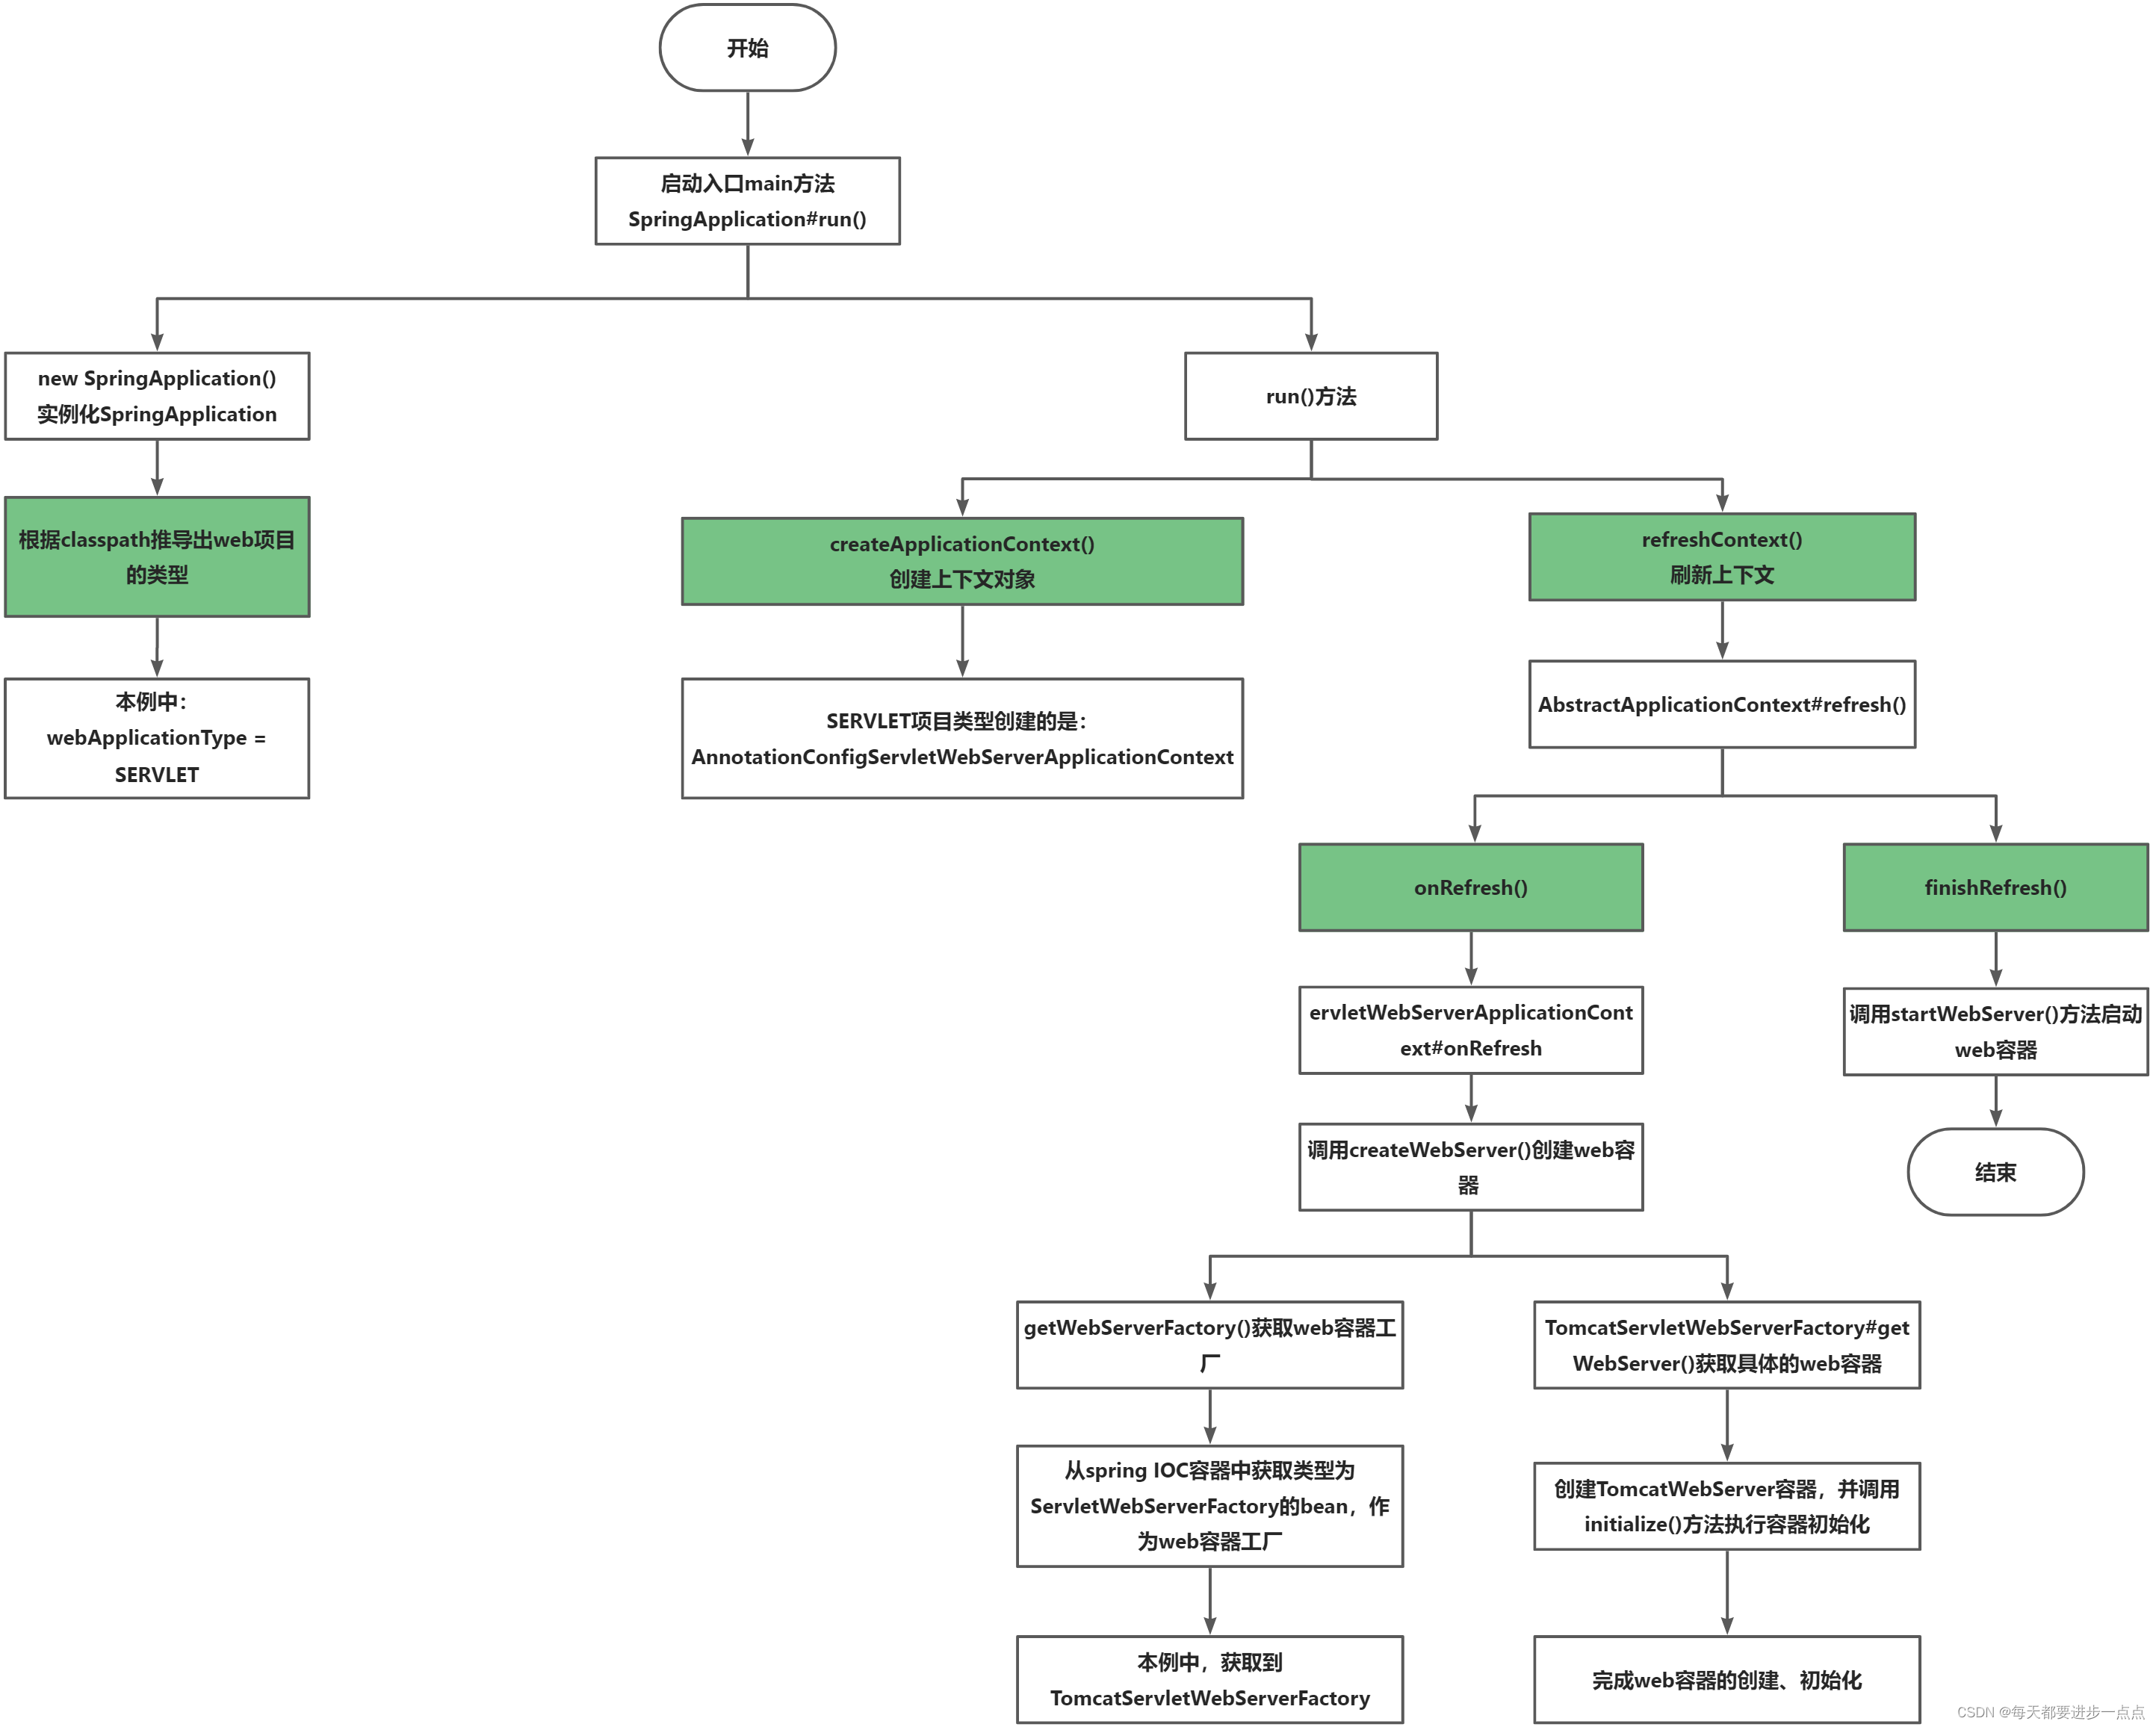 开始
启动入口main方法
SpringApplication#run()
new SpringApplication()
实例化SpringApplication
run()方法
根据classpath推导出web项目
的类型
createApplicationContext()
创建上下文对象
refreshContext()
刷新上下文
本例中：
webApplicationType =
SERVLET
SERVLET项目类型创建的是：
AnnotationConfigServletWebServerApplicationContext
AbstractApplicationContext#refresh()
onRefresh()
finishRefresh()
ervletWebServerApplicationCont
ext#onRefresh
调用startWebServer()方法启动
web容器
调用createWebServer()创建web容
器
结束
getWebServerFactory()获取web容器工
厂
TomcatServletWebServerFactory#get
WebServer()获取具体的web容器
从spring IOC容器中获取类型为
ServletWebServerFactory的bean，作
为web容器工厂
创建TomcatWebServer容器，并调用
initialize()方法执行容器初始化
本例中，获取到
TomcatServletWebServerFactory
完成web容器的创建、初始化
CSDN @每天都要进步一点点